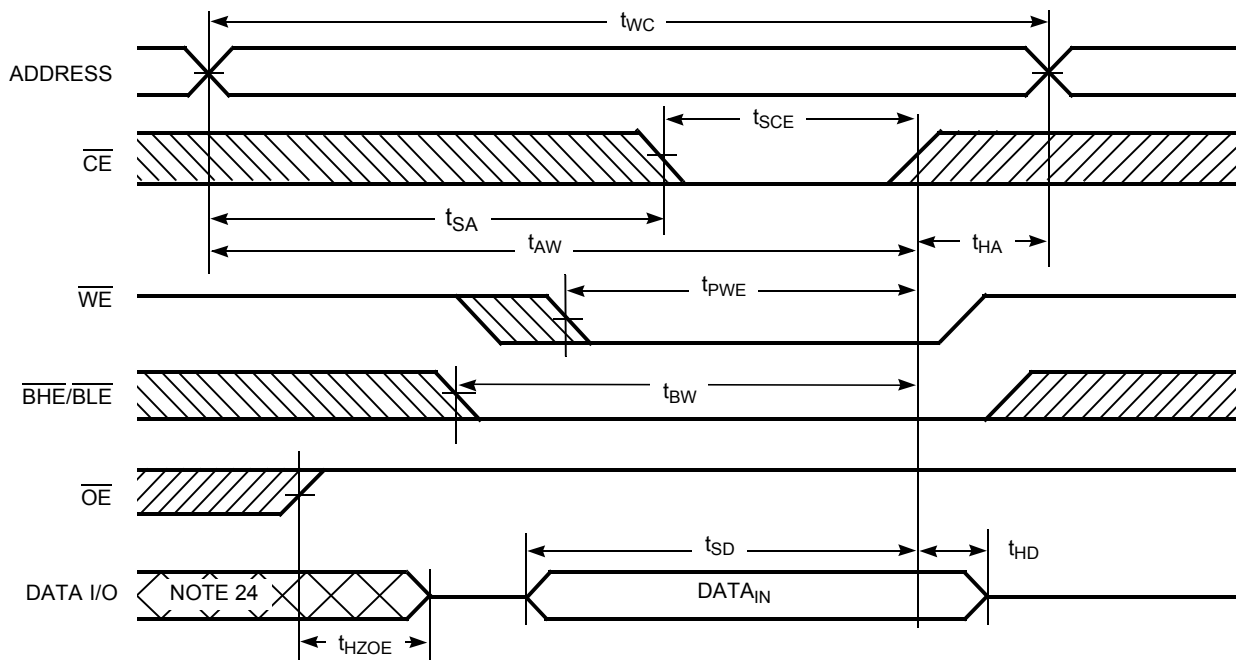 tWC
ADDRESS
tSCE
CE
tSA
tAW
tHA
WE
tPWE
BHE/BLE
tBW
OE
tSD
tHD
DATA I/O
NOTE 24
DATAIN
tHZOE